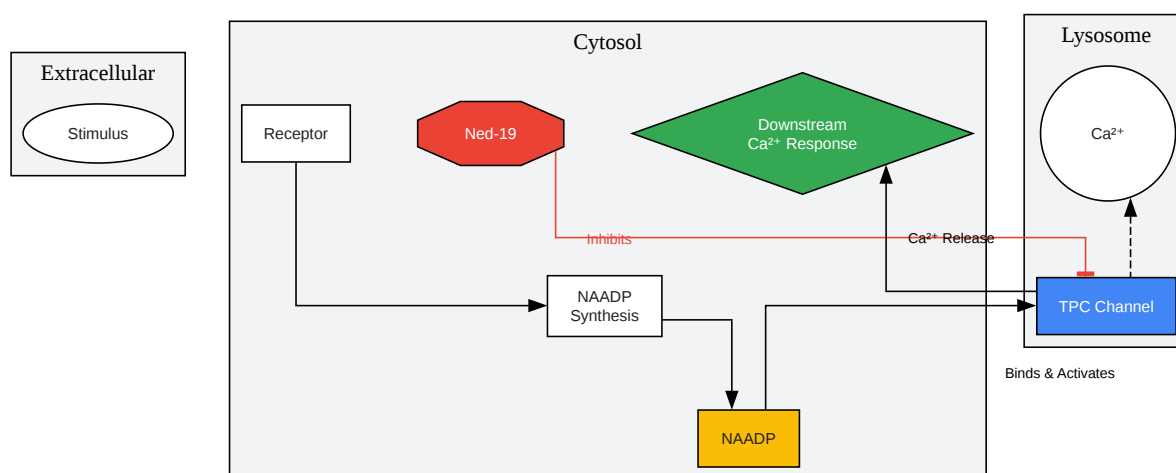 Extracellular
Stimulus
Cytosol
Receptor
Ned-19
Downstream
Ca²⁺ Response
Lysosome
Ca²⁺
Inhibits
Ca²⁺ Release
NAADP
Synthesis
TPC Channel
Binds & Activates
NAADP